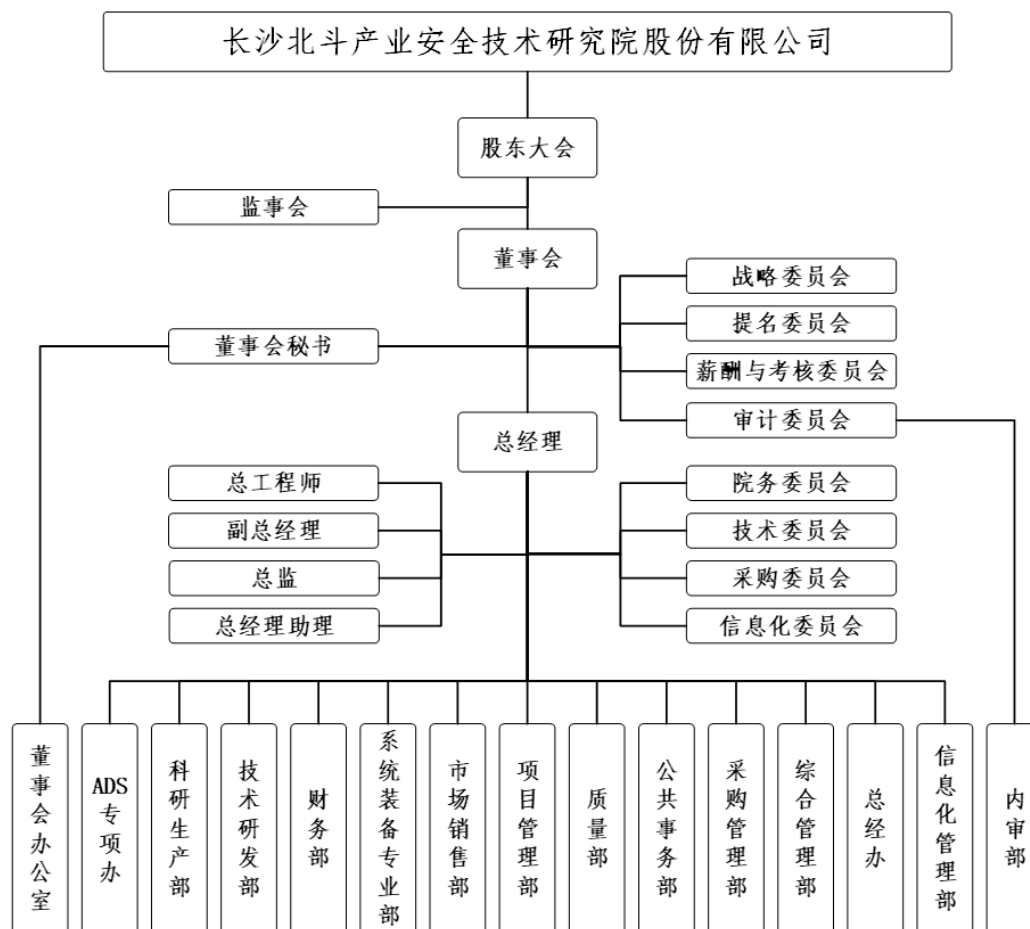 长沙北斗产业安全技术研究院股份有限公司
股东大会
监事会
董事会
战略委员会
提名委员会
董事会秘书
薪酬与考核委员会
审计委员会
总经理
总工程师
院务委员会
副总经理
技术委员会
总监
采购委员会
总经理助理
信息化委员会
董事会办公室
ADS专项办
科研生产部
技术研发部
财务部
系统装备专业部
市场销售部
项目管理部
质量部
公共事务部
采购管理部
综合管理部
总经办
信息化管理部
内审部